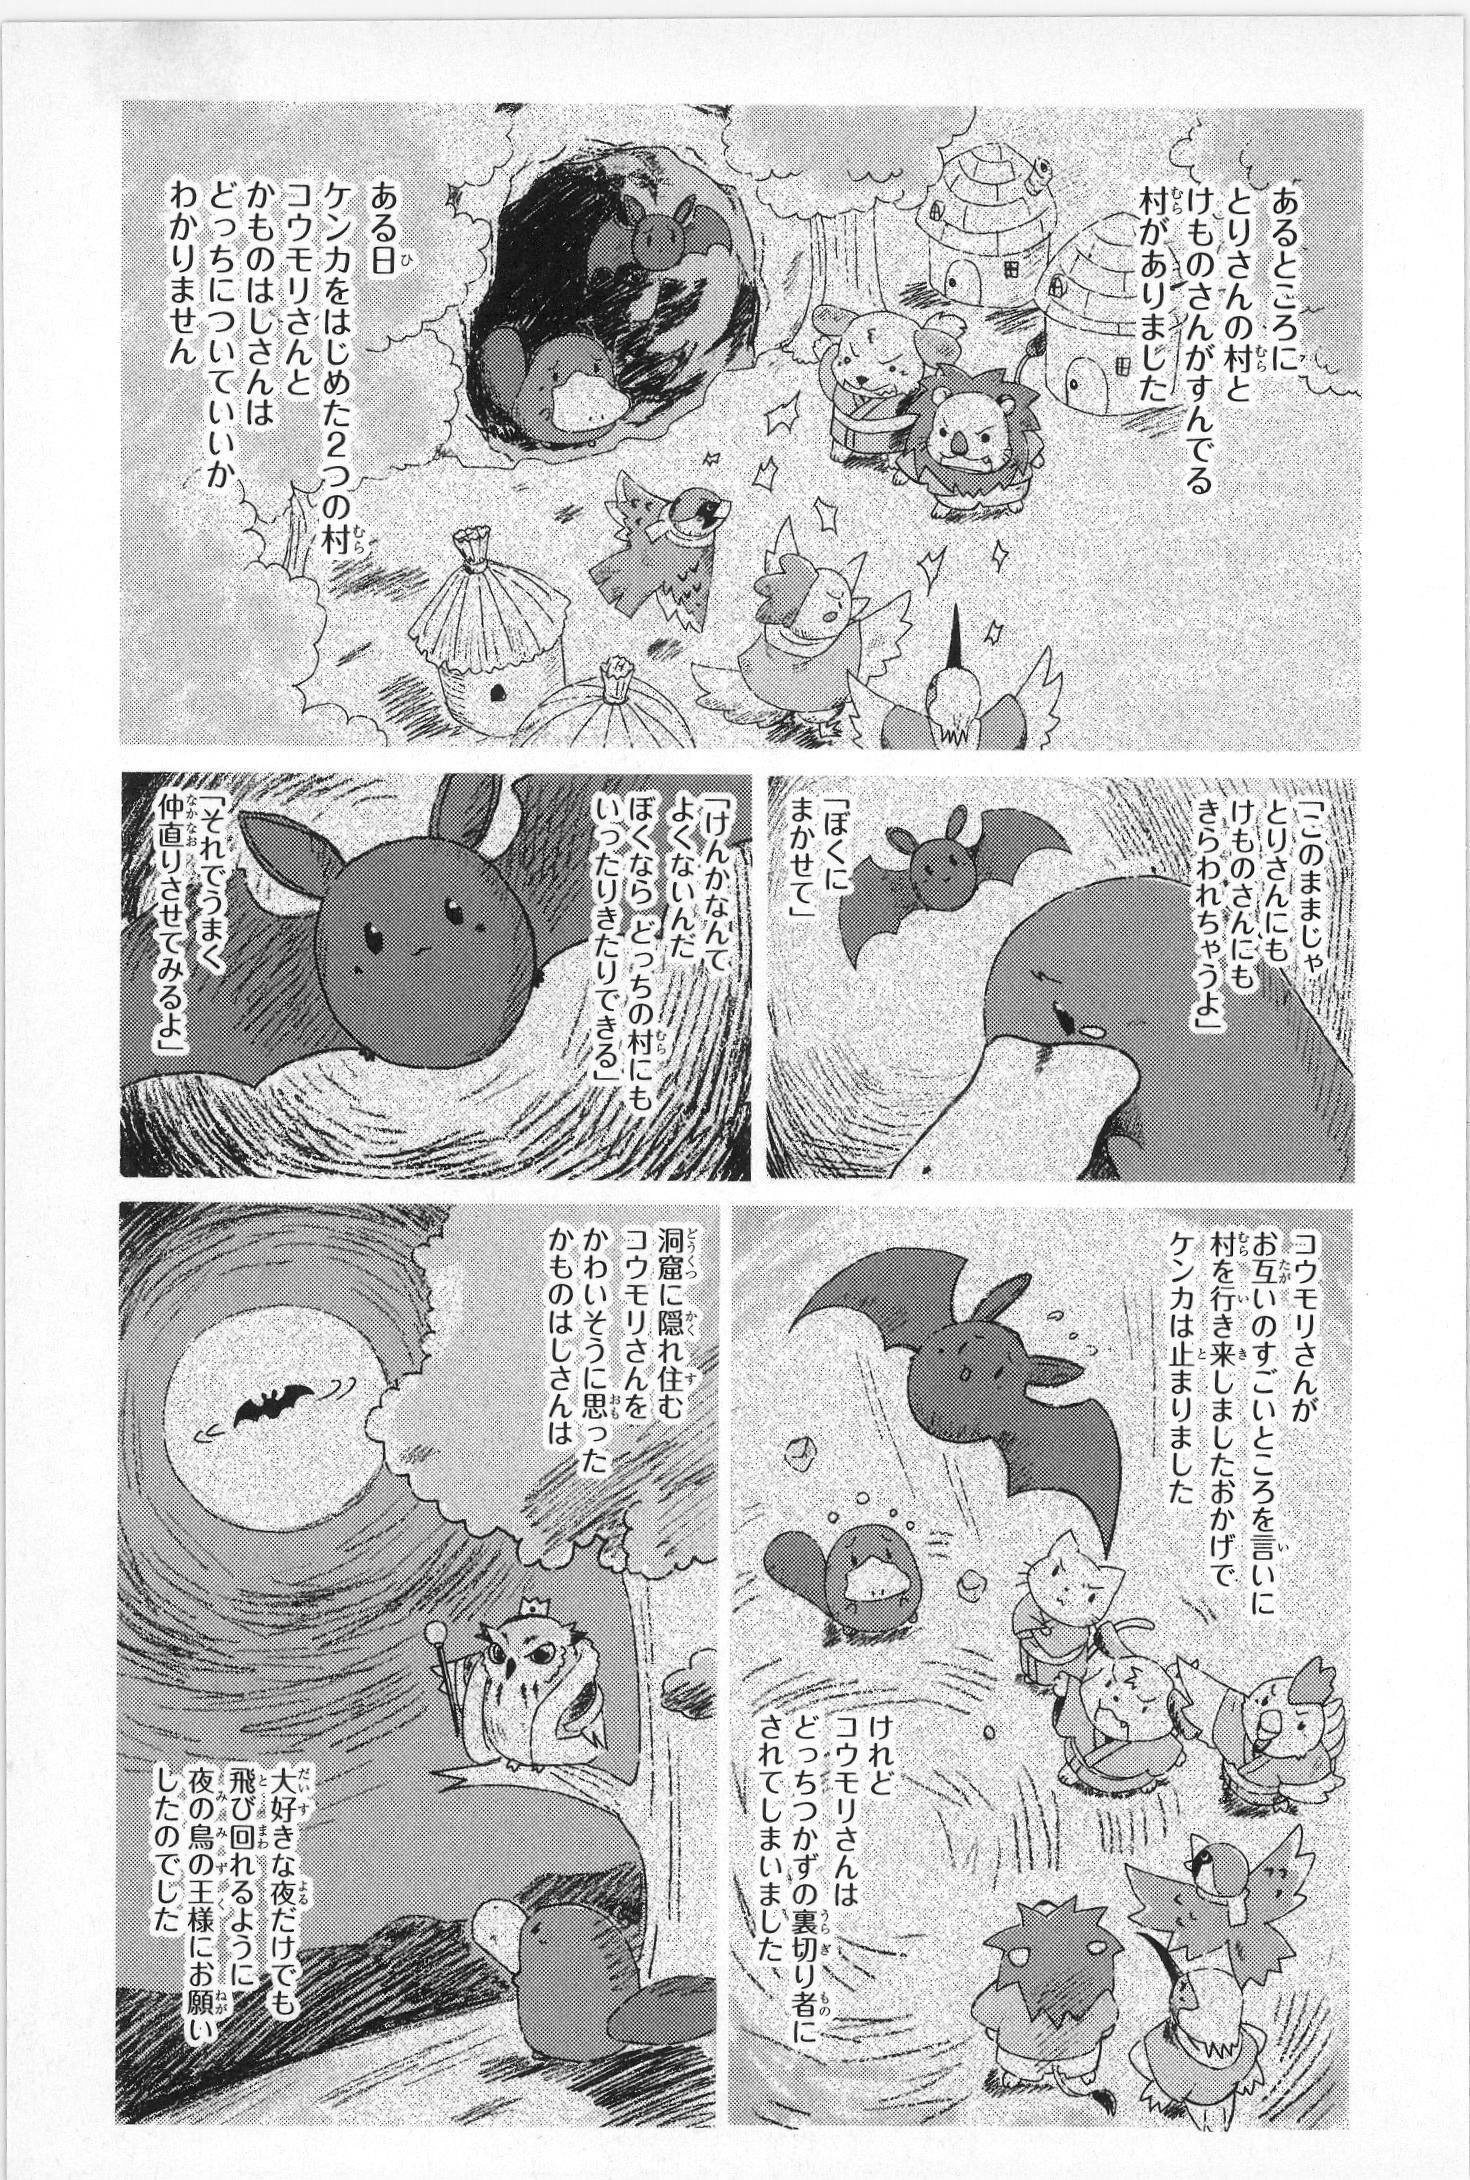 あるところに
とりさんの村と
けものさんがすんでる
村がありました
ある日
ケンカをはじめた2つの村
コウモリさんと
かものはしさんは
どっちについていいか
わかりません
「このままじゃ
とりさんにも
けものさんにも
きらわれちゃうよ」
「ぼくに
まかせて」
「けんかなんて
よくないんだ
ぼくなら どっちの村にも
いったりきたりできる」
「それでうまく
仲直りさせてみるよ」
コウモリさんが
お互いのすごいところを言いに
村を行き来しましたおかげで
ケンカは止まりました
けれど
コウモリさんは
どっちつかずの裏切り者に
されてしまいました
洞窟に隠れ住む
コウモリさんを
かわいそうに思った
かものはしさんは
大好きな夜だけでも
飛び回れるように
夜の鳥の王様にお願い
したのでした